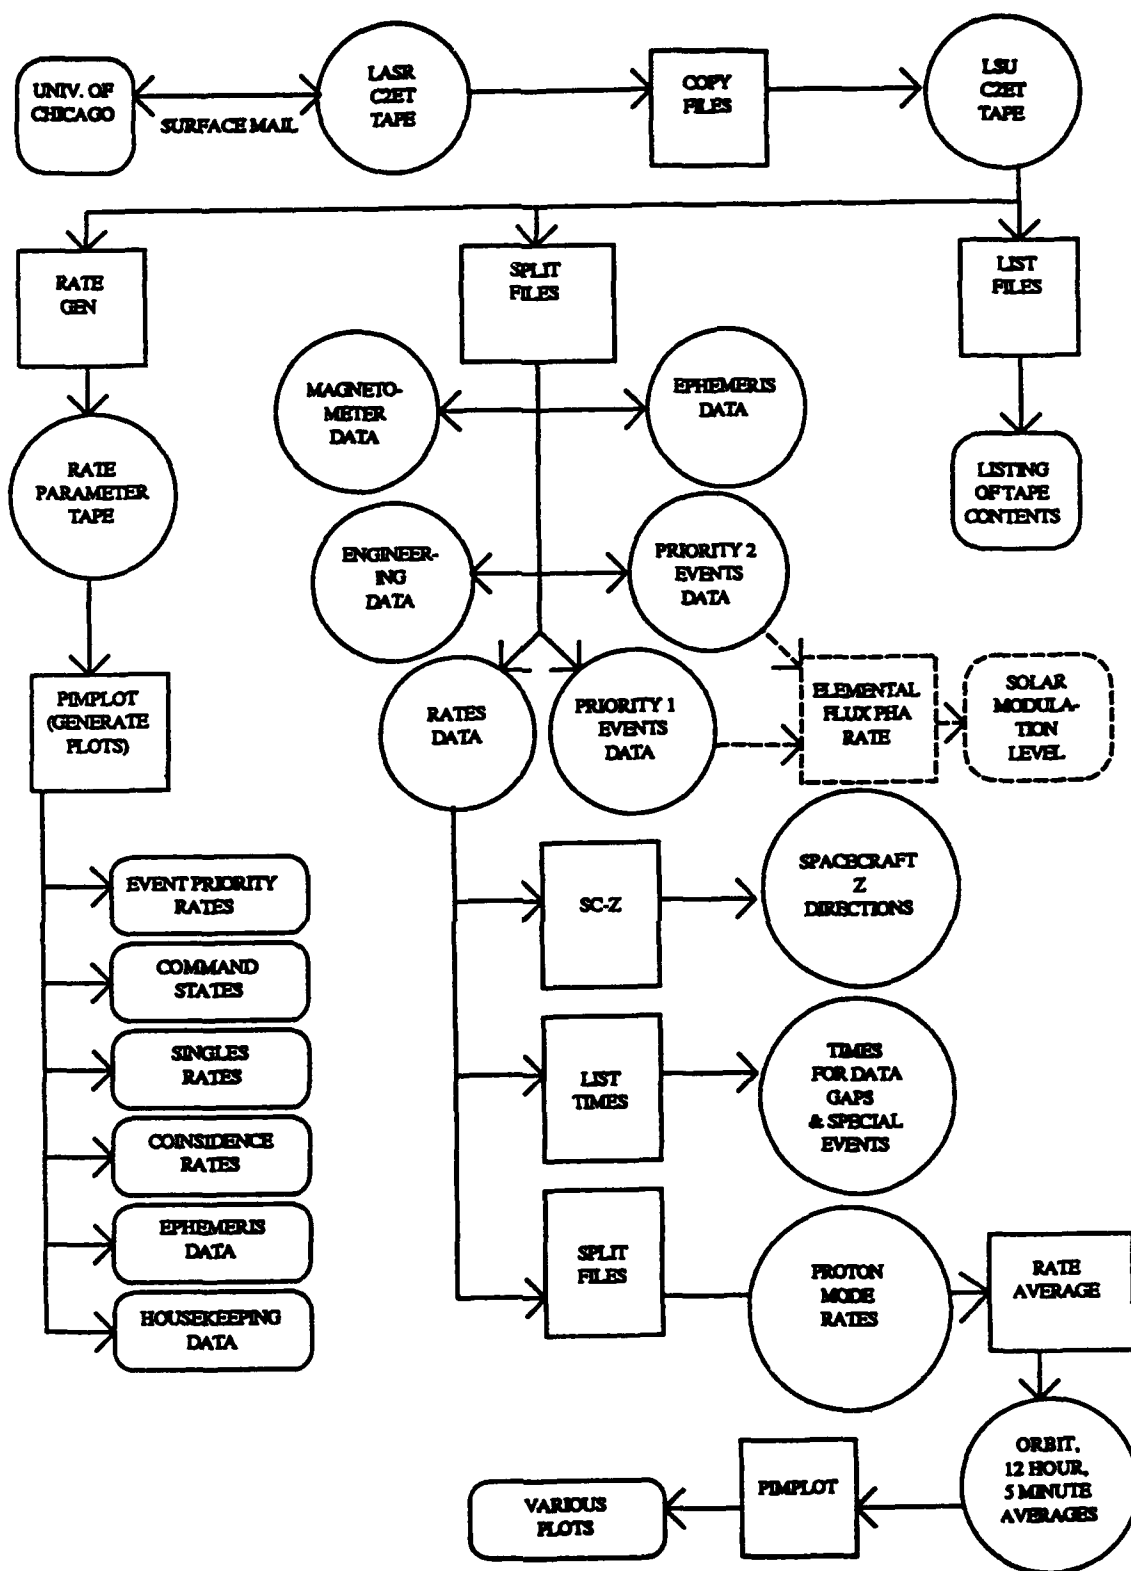 UNIV. OF
CHICAGO
SURFACE MAIL
LASR
C2ET
TAPE
COPY
FILES
LSU
C2ET
TAPE
RATE
GEN
SPLIT
FILES
LIST
FILES
MAGNETO-
METER
DATA
EPHEMERIS
DATA
RATE
PARAMETER
TAPE
LISTING
OF TAPE
CONTENTS
ENGINEER-
ING
DATA
PRIORITY 2
EVENTS
DATA
PIMPLOT
(GENERATE
PLOTS)
RATES
DATA
PRIORITY 1
EVENTS
DATA
ELEMENTAL
FLUX PHA
RATE
SOLAR
MODULA-
TION
LEVEL
EVENT PRIORITY
RATES
COMMAND
STATES
SINGLES
RATES
COINSIDENCE
RATES
EPHEMERIS
DATA
HOUSEKEEPING
DATA
SC-Z
SPACECRAFT
Z
DIRECTIONS
LIST
TIMES
TIMES
FOR DATA
GAPS
& SPECIAL
EVENTS
SPLIT
FILES
PROTON
MODE
RATES
RATE
AVERAGE
ORBIT,
12 HOUR,
5 MINUTE
AVERAGES
PIMPLOT
VARIOUS
PLOTS